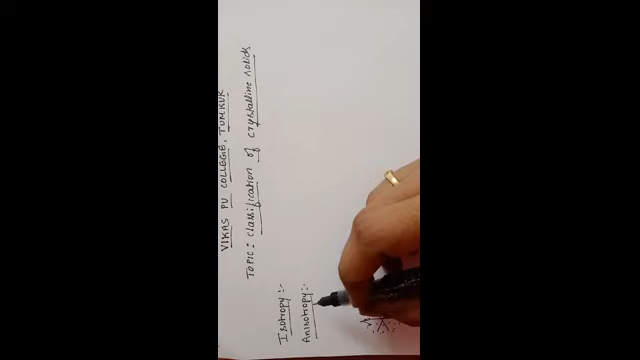 VIKAS PU COLLEGE, TUMKUR
TOPIC: Classification of crystalline solids
Isotropy :-
Anisotropy :-